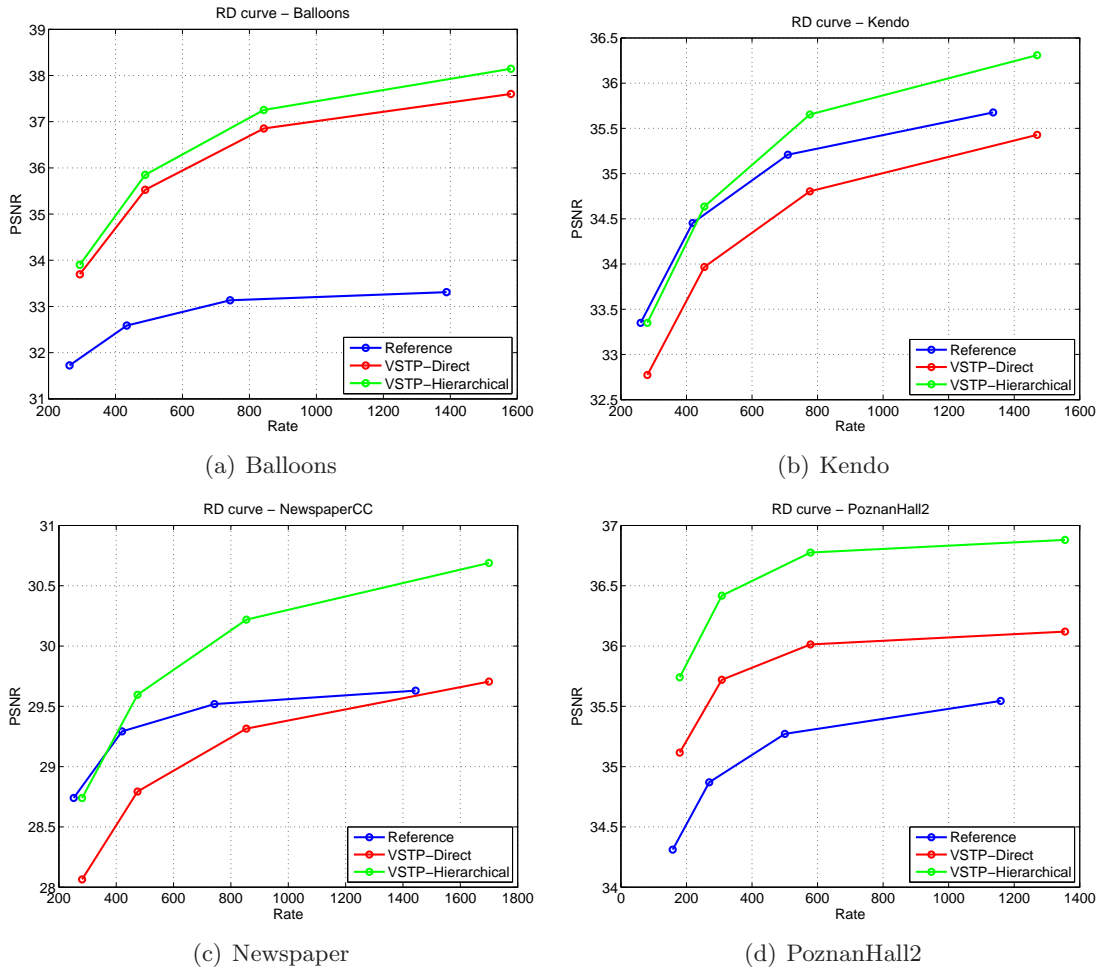 RD curve − Balloons
39
38
37
36
35
34
33
32
31
PSNR
200 400 600 800 1000 1200 1400 1600
Rate
Reference
VSTP−Direct
VSTP−Hierarchical
(a) Balloons
RD curve − Kendo
36.5
36
35.5
35
34.5
34
33.5
33
32.5
PSNR
200 400 600 800 1000 1200 1400 1600
Rate
Reference
VSTP−Direct
VSTP−Hierarchical
(b) Kendo
RD curve − NewspaperCC
31
30.5
30
29.5
29
28.5
28
PSNR
200 400 600 800 1000 1200 1400 1600 1800
Rate
Reference
VSTP−Direct
VSTP−Hierarchical
(c) Newspaper
RD curve − PoznanHall2
37
36.5
36
35.5
35
34.5
34
PSNR
0 200 400 600 800 1000 1200 1400
Rate
Reference
VSTP−Direct
VSTP−Hierarchical
(d) PoznanHall2